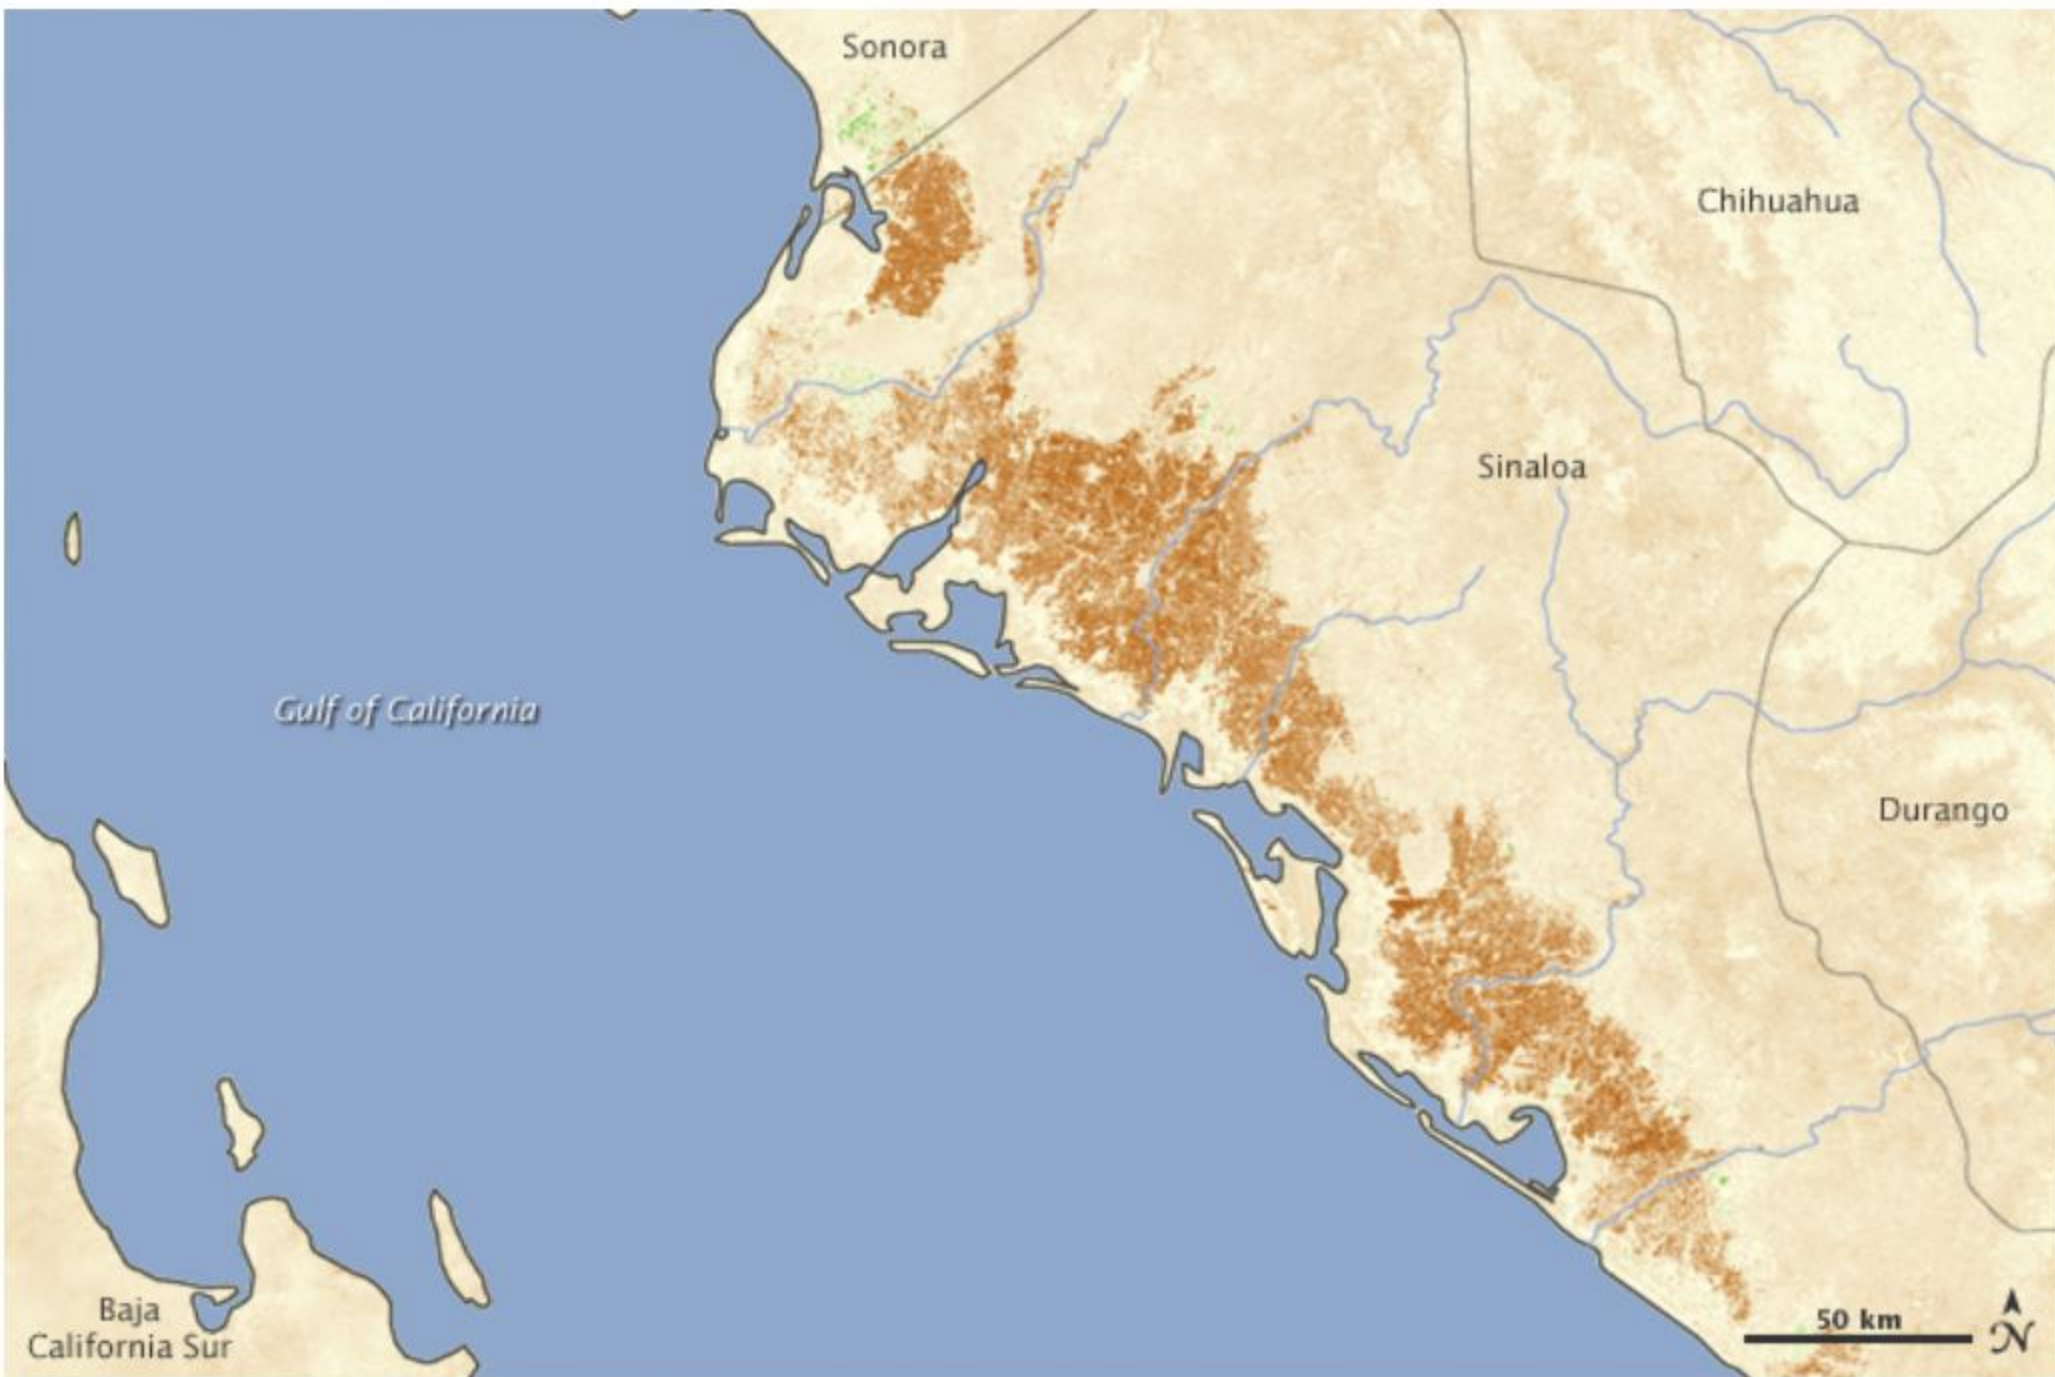 Sonora
Chihuahua
Sinaloa
Gulf of California
Durango
Baja
California Sur
50 km
N